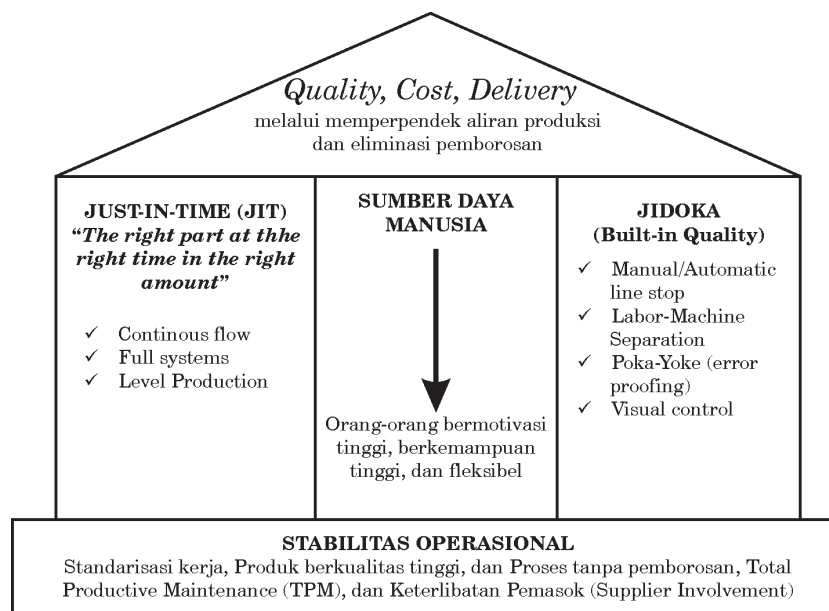 Quality, Cost, Delivery
melalui memperpendek aliran produksi
dan eliminasi pemborosan
JUST-IN-TIME (JIT)
“The right part at thhe
right time in the right
amount”
✓ Continous flow
✓ Full systems
✓ Level Production
SUMBER DAYA
MANUSIA
Orang-orang bermotivasi
tinggi, berkemampuan
tinggi, dan fleksibel
JIDOKA
(Built-in Quality)
✓ Manual/Automatic
line stop
✓ Labor-Machine
Separation
✓ Poka-Yoke (error
proofing)
✓ Visual control
STABILITAS OPERASIONAL
Standarisasi kerja, Produk berkualitas tinggi, dan Proses tanpa pemborosan, Total
Productive Maintenance (TPM), dan Keterlibatan Pemasok (Supplier Involvement)